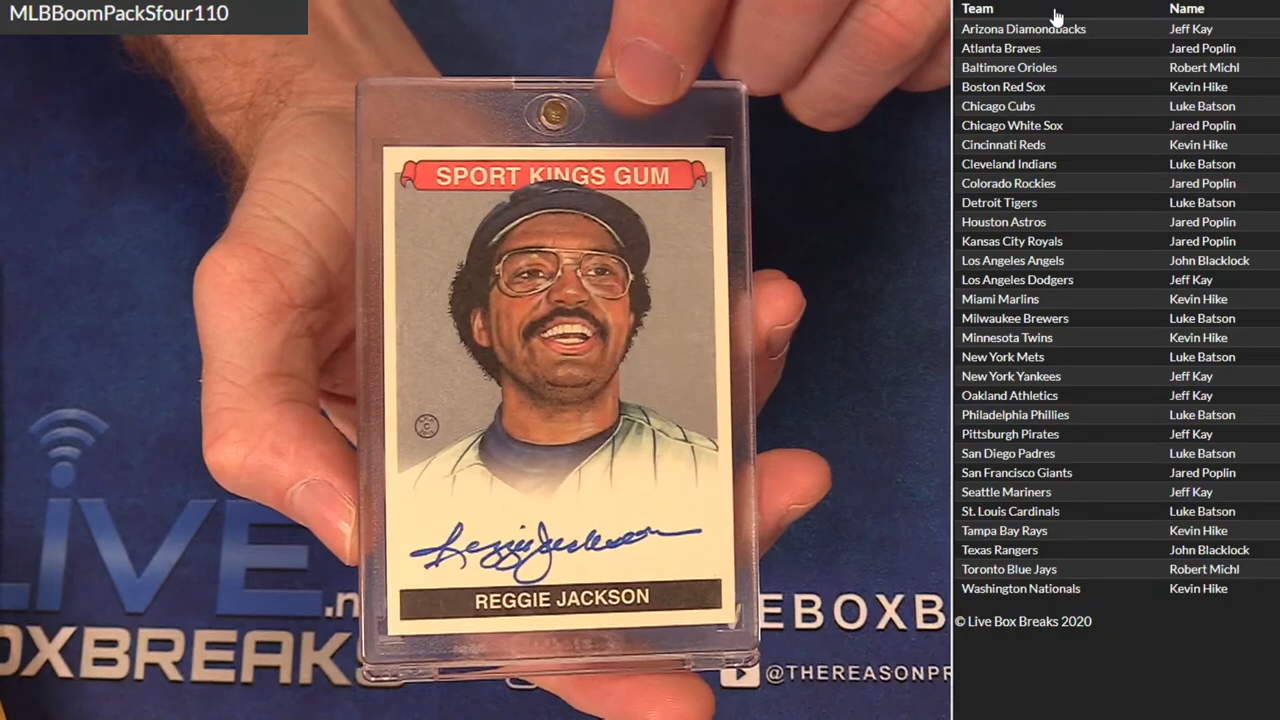 MLBBoomPackSfour110
SPORT KINGS GUM
Reggie Jackson
REGGIE JACKSON
LIVE.n
OXBREAKS
EBOXB
@THEREASONPR
Team Name
Arizona Diamondbacks Jeff Kay
Atlanta Braves Jared Poplin
Baltimore Orioles Robert Michl
Boston Red Sox Kevin Hike
Chicago Cubs Luke Batson
Chicago White Sox Jared Poplin
Cincinnati Reds Kevin Hike
Cleveland Indians Luke Batson
Colorado Rockies Jared Poplin
Detroit Tigers Luke Batson
Houston Astros Jared Poplin
Kansas City Royals Jared Poplin
Los Angeles Angels John Blacklock
Los Angeles Dodgers Jeff Kay
Miami Marlins Kevin Hike
Milwaukee Brewers Luke Batson
Minnesota Twins Kevin Hike
New York Mets Luke Batson
New York Yankees Jeff Kay
Oakland Athletics Jeff Kay
Philadelphia Phillies Luke Batson
Pittsburgh Pirates Jeff Kay
San Diego Padres Luke Batson
San Francisco Giants Jared Poplin
Seattle Mariners Jeff Kay
St. Louis Cardinals Luke Batson
Tampa Bay Rays Kevin Hike
Texas Rangers John Blacklock
Toronto Blue Jays Robert Michl
Washington Nationals Kevin Hike
© Live Box Breaks 2020